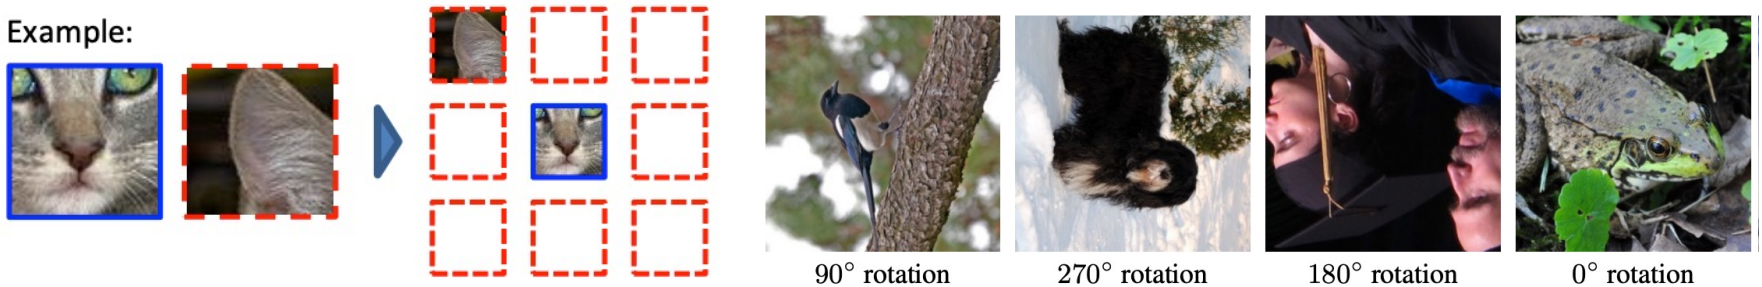 Example:
90° rotation
270° rotation
180° rotation
0° rotation